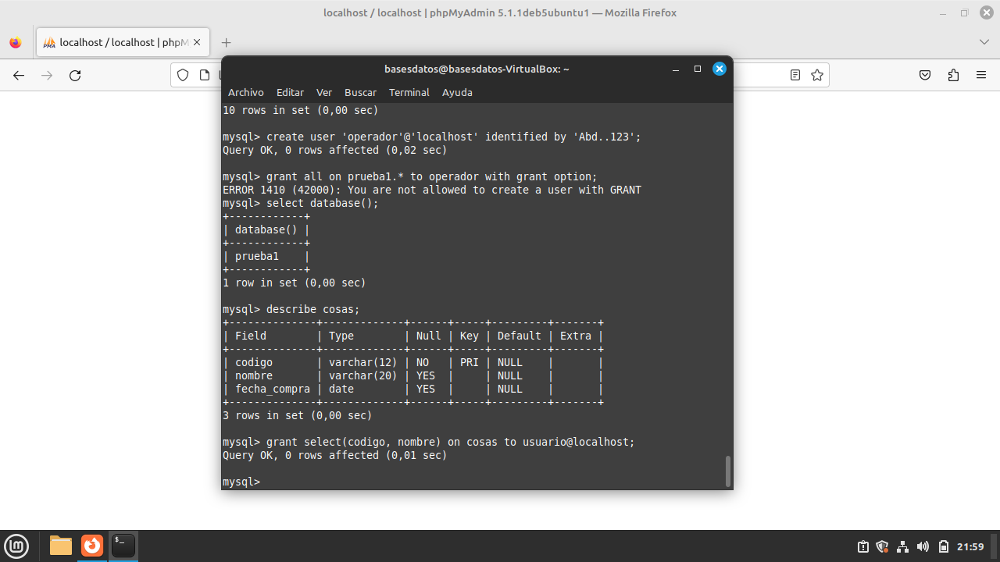 localhost / localhost | phpMyAdmin 5.1.1deb5ubuntu1 — Mozilla Firefox
PMA localhost / localhost | phpM
basesdatos@basesdatos-VirtualBox: ~
Archivo Editar Ver Buscar Terminal Ayuda
10 rows in set (0,00 sec)
mysql> create user 'operador'@'localhost' identified by 'Abd..123';
Query OK, 0 rows affected (0,02 sec)
mysql> grant all on prueba1.* to operador with grant option;
ERROR 1410 (42000): You are not allowed to create a user with GRANT
mysql> select database();
+------------+
| database() |
+------------+
| prueba1    |
+------------+
1 row in set (0,00 sec)
mysql> describe cosas;
+--------------+-------------+------+-----+---------+-------+
| Field        | Type        | Null | Key | Default | Extra |
+--------------+-------------+------+-----+---------+-------+
| codigo       | varchar(12) | NO   | PRI | NULL    |       |
| nombre       | varchar(20) | YES  |     | NULL    |       |
| fecha_compra | date        | YES  |     | NULL    |       |
+--------------+-------------+------+-----+---------+-------+
3 rows in set (0,00 sec)
mysql> grant select(codigo, nombre) on cosas to usuario@localhost;
Query OK, 0 rows affected (0,01 sec)
mysql>
$_
21:59